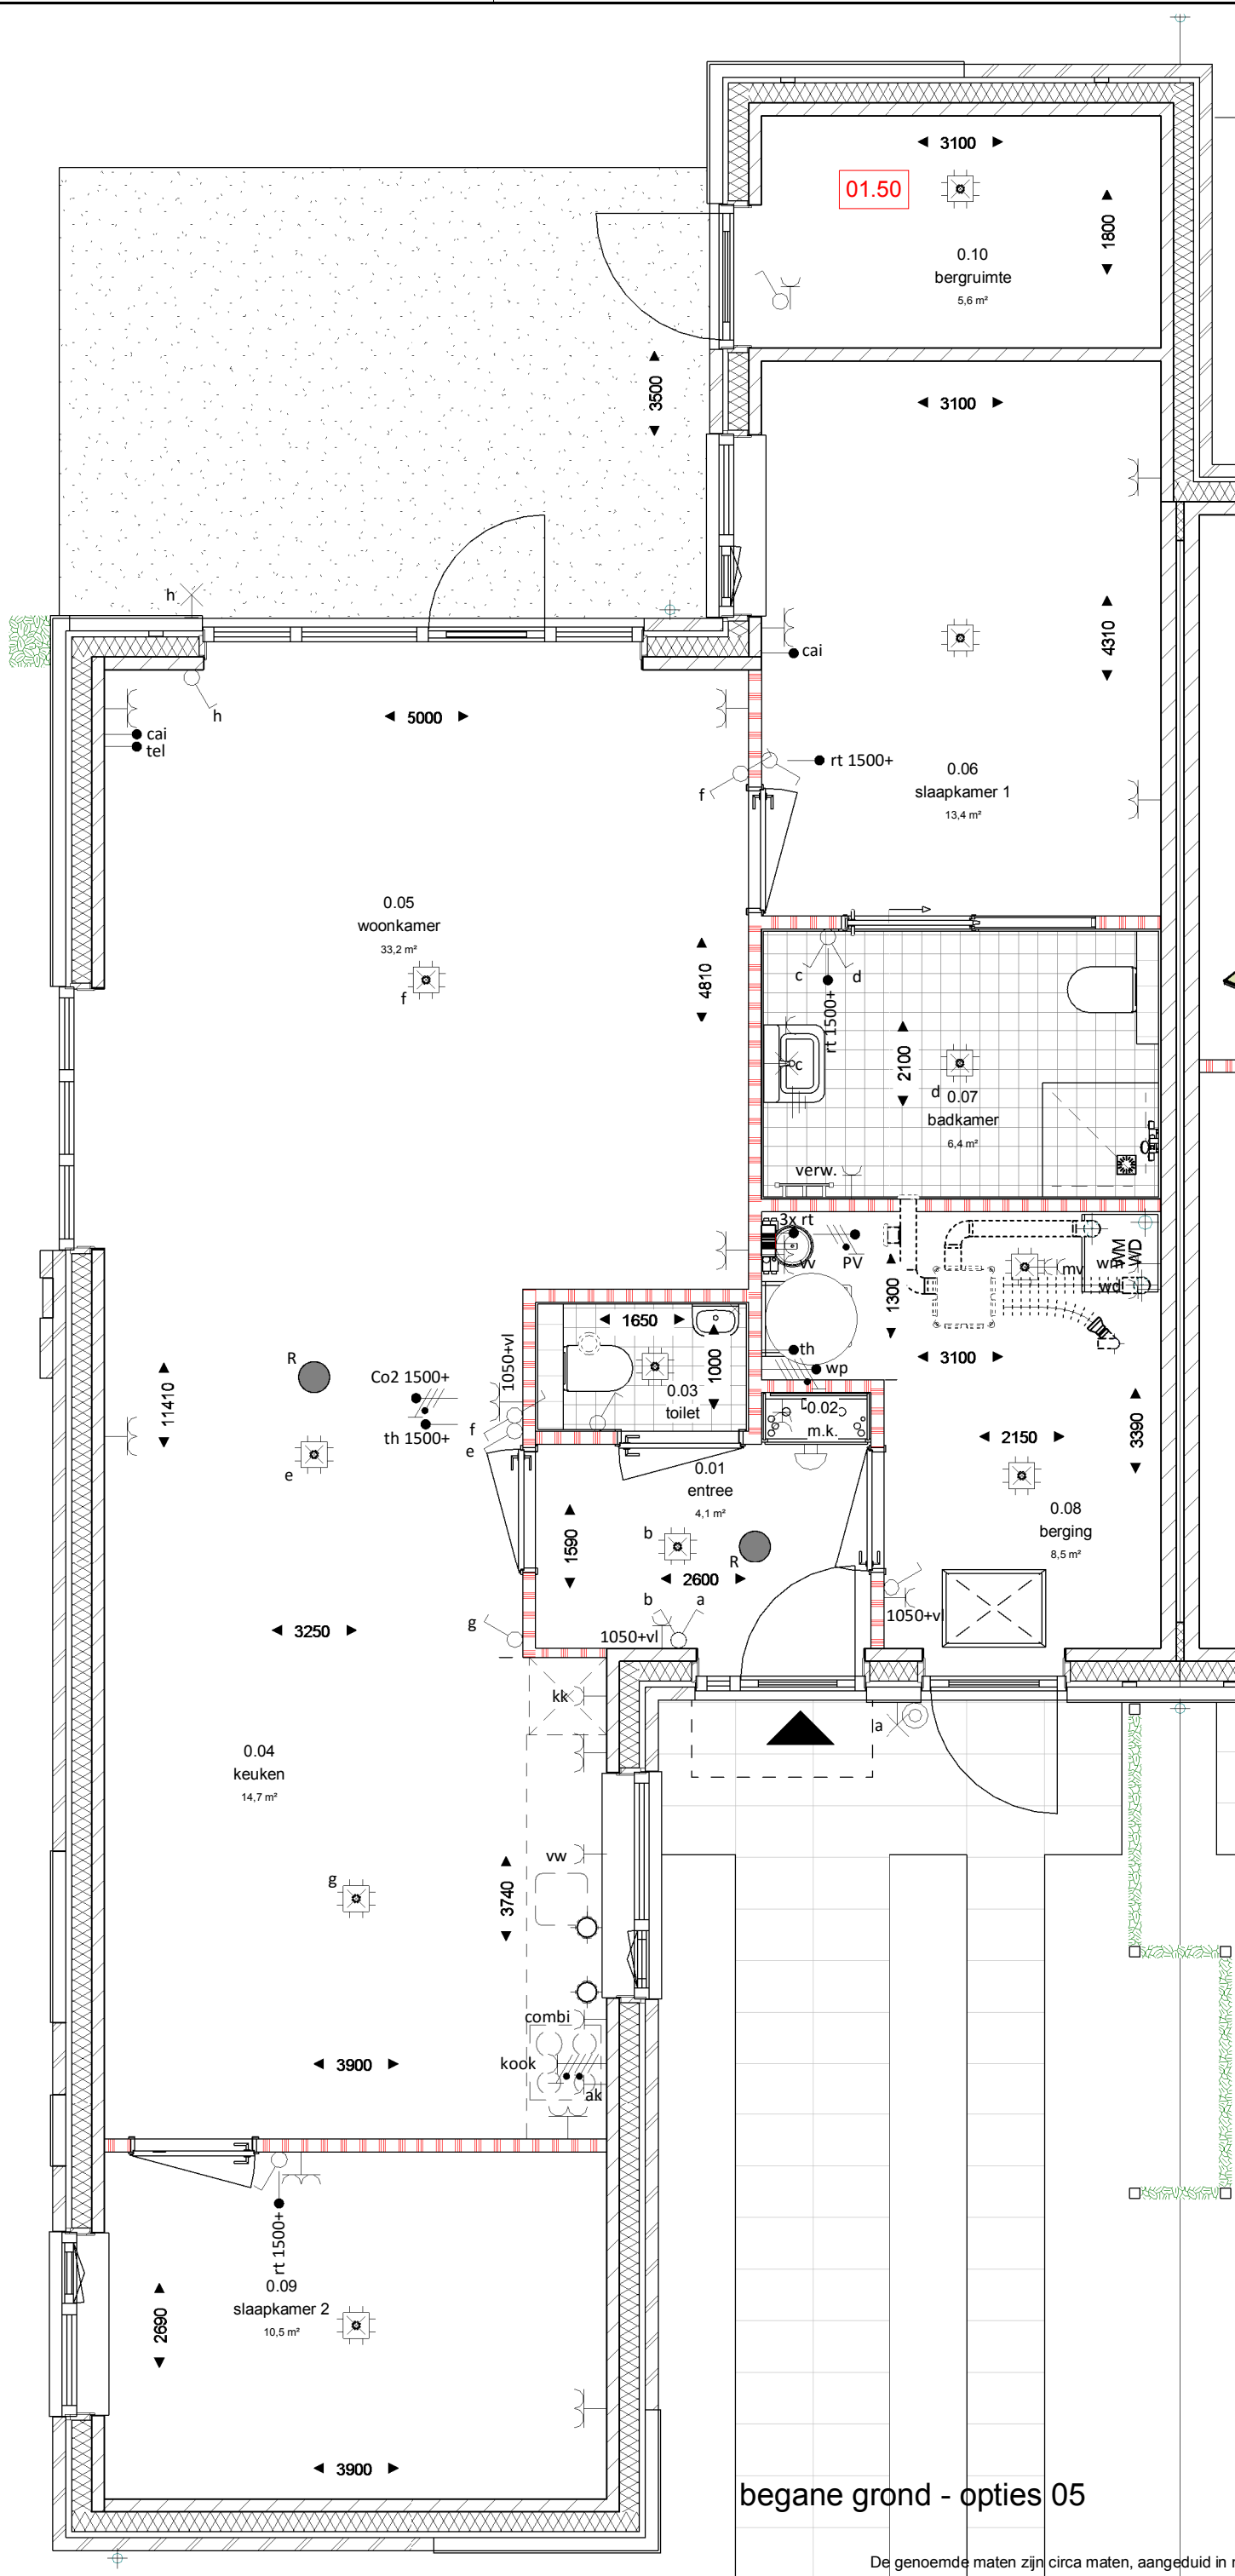 3100
01.50
1800
0.10
bergruimte
5,6 m²
3500
3100
h
4310
cai
h
5000
cai
tel
rt 1500+
f
0.06
slaapkamer 1
13,4 m²
0.05
woonkamer
33,2 m²
f
4810
c
d
rt 1500+
2100
c
d
0.07
badkamer
6,4 m²
verw.
3x rt
vv
PV
1300
mv
wm
WM
wd
WD
1650
1000
R
Co2 1500+
1050+vl
th
wp
3100
11410
0.03
toilet
0.02
m.k.
th 1500+
f
e
e
3390
2150
0.01
entree
4,1 m²
0.08
berging
8,5 m²
1590
b
R
2600
b
a
1050+vl
1050+vl
g
3250
kk
a
0.04
keuken
14,7 m²
vw
g
3740
combi
kook
ak
3900
rt 1500+
0.09
slaapkamer 2
10,5 m²
2690
3900
begane grond - opties 05
De genoemde maten zijn circa maten, aangeduid in